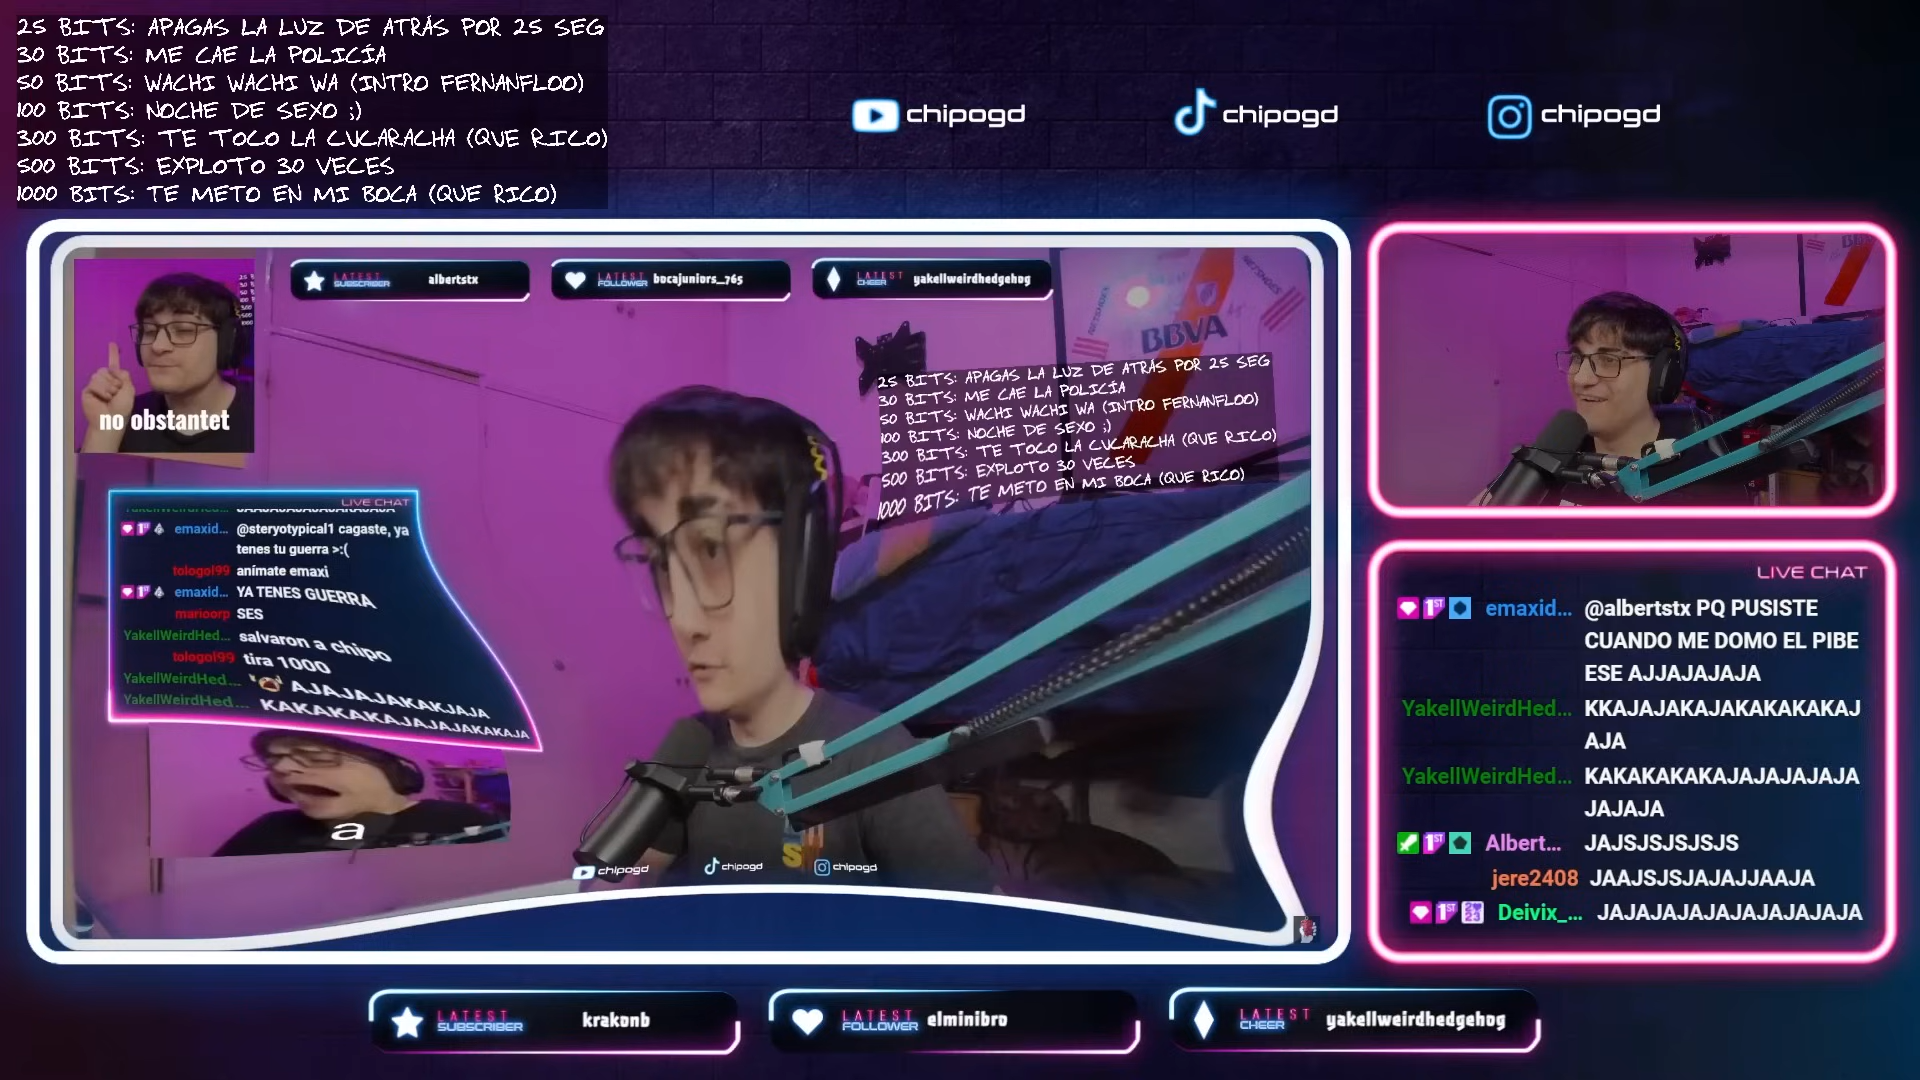 25 BITS: APAGAS LA LUZ DE ATRÁS POR 25 SEG
30 BITS: ME CAE LA POLICÍA
50 BITS: WACHI WACHI WA (INTRO FERNANFLOO)
100 BITS: NOCHE DE SEXO ;)
300 BITS: TE TOCO LA CUCARACHA (QUE RICO)
500 BITS: EXPLOTO 30 VECES
1000 BITS: TE METO EN MI BOCA (QUE RICO)
chipogd
chipogd
chipogd
LATEST SUBSCRIBER albertstx
LATEST FOLLOWER bocajuniors_765
LATEST CHEER yakellweirdhedgehog
no obstantet
BBVA
25 BITS: APAGAS LA LUZ DE ATRÁS POR 25 SEG
30 BITS: ME CAE LA POLICÍA
50 BITS: WACHI WACHI WA (INTRO FERNANFLOO)
100 BITS: NOCHE DE SEXO ;)
300 BITS: TE TOCO LA CUCARACHA (QUE RICO)
500 BITS: EXPLOTO 30 VECES
1000 BITS: TE METO EN MI BOCA (QUE RICO)
LIVE CHAT
emaxid... @steryotypical1 cagaste, ya
tenes tu guerra >:(
tologol99 anímate emaxi
emaxid... YA TENES GUERRA
marioorp SES
YakellWeirdHed... salvaron a chipo
tologol99 tira 1000
YakellWeirdHed... AJAJAJAKAKJAJA
YakellWeirdHed... KAKAKAKAJAJAJAKAKAJA
a
chipogd
chipogd
chipogd
LIVE CHAT
emaxid... @albertstx PQ PUSISTE
CUANDO ME DOMO EL PIBE
ESE AJJAJAJAJA
YakellWeirdHed... KKAJAJAKAJAKAKAKAKAJ
AJA
YakellWeirdHed... KAKAKAKAKAJAJAJAJAJA
JAJAJA
Albert... JAJSJSJSJSJS
jere2408 JAAJSJSJAJAJJAAJA
Deivix_... JAJAJAJAJAJAJAJAJAJA
LATEST SUBSCRIBER krakonb
LATEST FOLLOWER elminibro
LATEST CHEER yakellweirdhedgehog